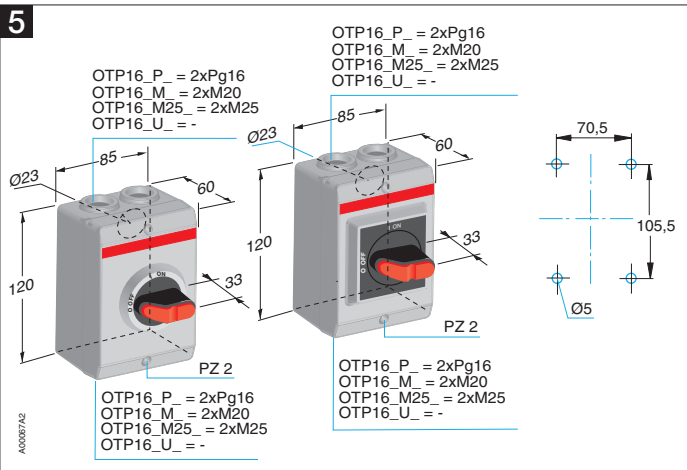 5
OTP16_P_ = 2xPg16
OTP16_M_ = 2xM20
OTP16_M25_ = 2xM25
OTP16_U_ = -
Ø23
85
60
Ø23
120
33
I ON
O OFF
PZ 2
OTP16_P_ = 2xPg16
OTP16_M_ = 2xM20
OTP16_M25_ = 2xM25
OTP16_U_ = -
A00067A2
OTP16_P_ = 2xPg16
OTP16_M_ = 2xM20
OTP16_M25_ = 2xM25
OTP16_U_ = -
85
60
120
33
I ON
O OFF
PZ 2
OTP16_P_ = 2xPg16
OTP16_M_ = 2xM20
OTP16_M25_ = 2xM25
OTP16_U_ = -
70,5
105,5
Ø5